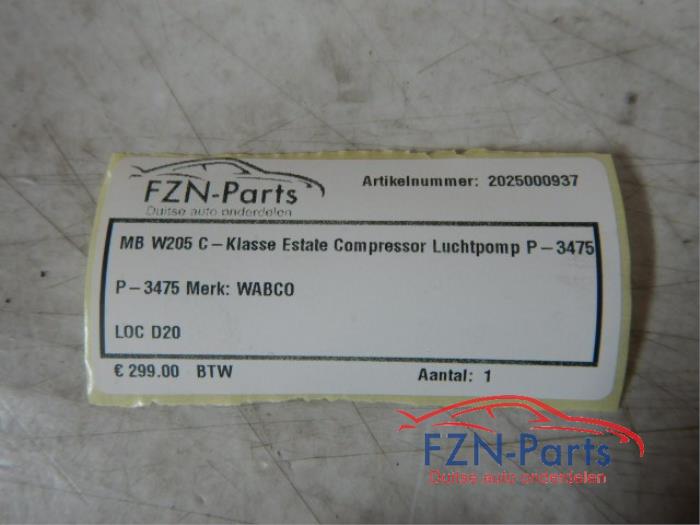 FZN-Parts
Duitse auto onderdelen
Artikelnummer: 2025000937
MB W205 C-Klasse Estate Compressor Luchtpomp P-3475
P-3475 Merk: WABCO
LOC D20
€ 299.00 BTW
Aantal: 1
FZN-Parts
Duitse auto onderdelen